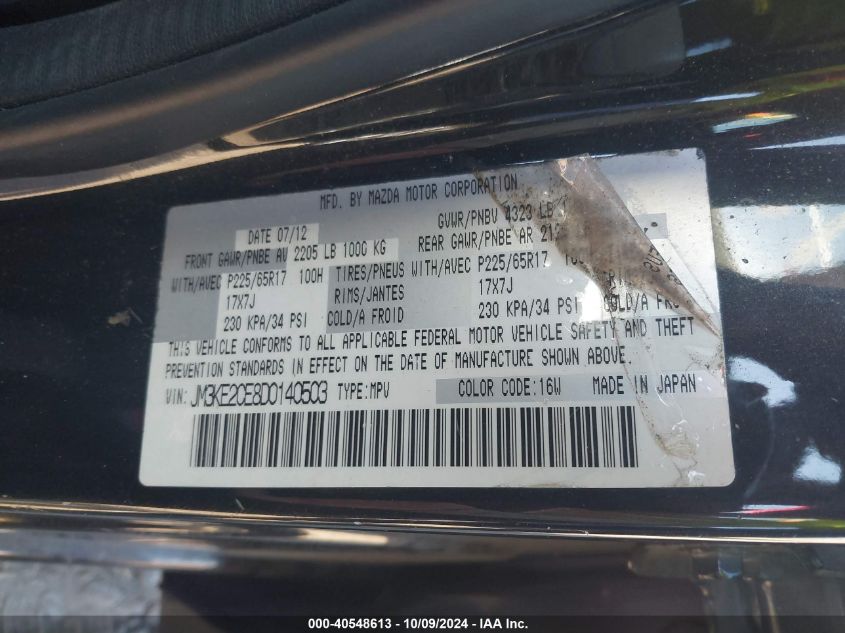 MFD. BY MAZDA MOTOR CORPORATION
DATE 07/12 GVWR/PNBV 4323 LB
FRONT GAWR/PNBE AV 2205 LB 1000 KG REAR GAWR/PNBE AR
WITH/AVEC P225/65R17 100H TIRES/PNEUS WITH/AVEC P225/65R17
17X7J RIMS/JANTES 17X7J
230 KPA/34 PSI COLD/A FROID 230 KPA/34 PSI COLD/A FROID
THIS VEHICLE CONFORMS TO ALL APPLICABLE FEDERAL MOTOR VEHICLE SAFETY AND THEFT
PREVENTION STANDARDS IN EFFECT ON THE DATE OF MANUFACTURE SHOWN ABOVE.
VIN: JM3KE2CE8D0140503 TYPE:MPV COLOR CODE:16W MADE IN JAPAN
000-40548613 - 10/09/2024 - IAA Inc.